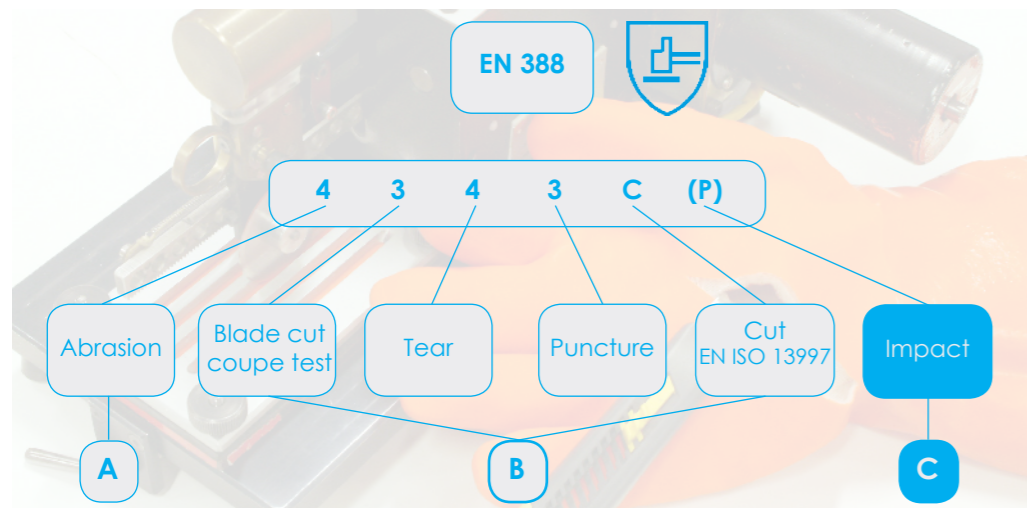 EN 388
4 3 4 3 C (P)
Abrasion
Blade cut
coupe test
Tear
Puncture
Cut
EN ISO 13997
Impact
A
B
C